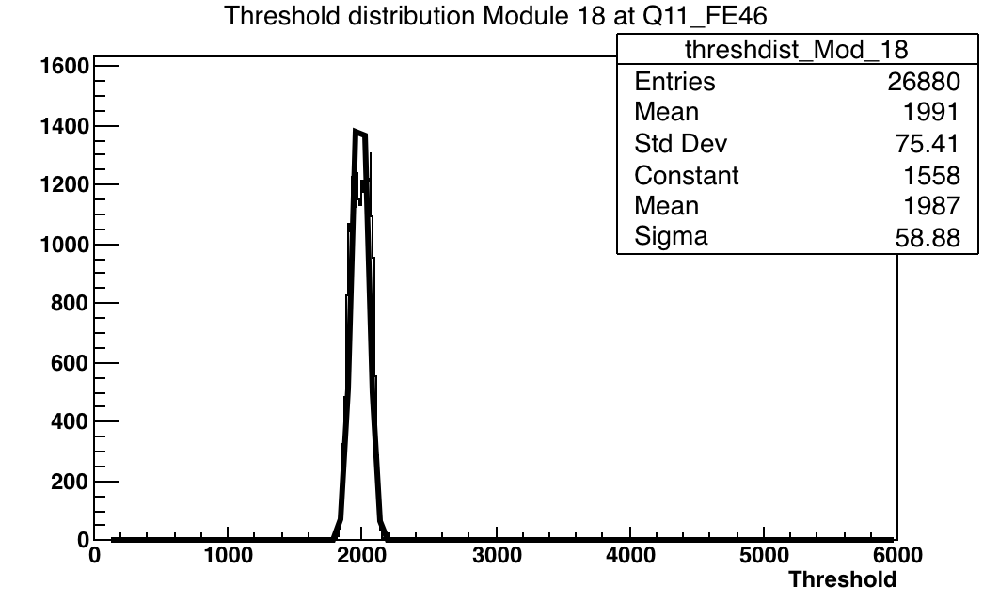 Threshold distribution Module 18 at Q11_FE46
threshdist_Mod_18
Entries 26880
Mean 1991
Std Dev 75.41
Constant 1558
Mean 1987
Sigma 58.88
1600
1400
1200
1000
800
600
400
200
0
0 1000 2000 3000 4000 5000 6000
Threshold